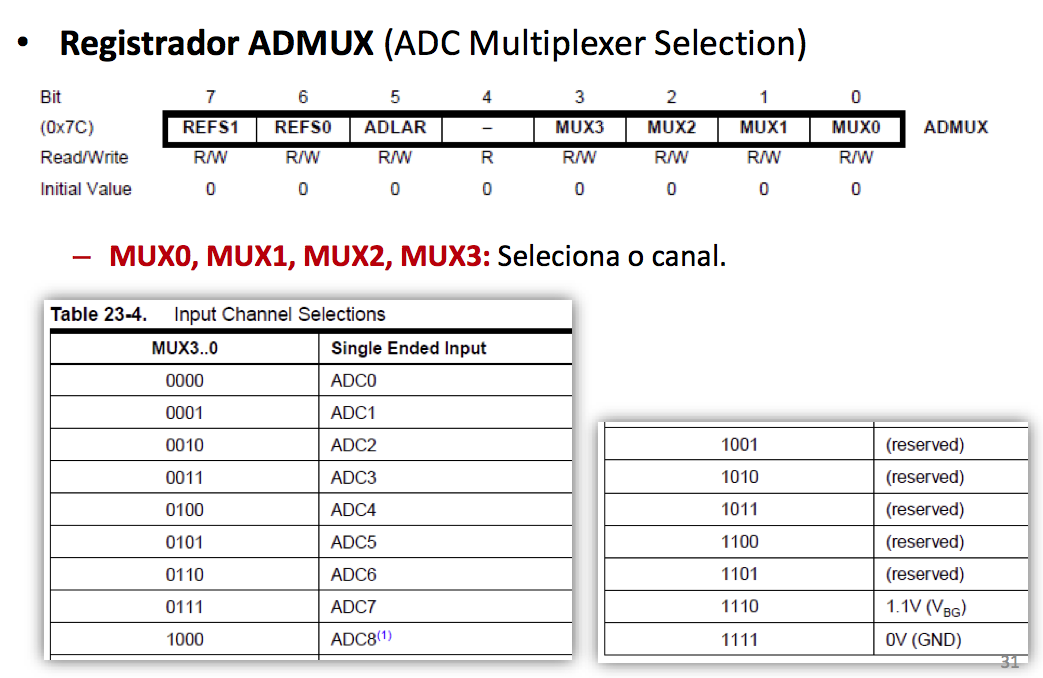 • Registrador ADMUX (ADC Multiplexer Selection)
Bit 7 6 5 4 3 2 1 0
(0x7C) REFS1 REFS0 ADLAR – MUX3 MUX2 MUX1 MUX0 ADMUX
Read/Write R/W R/W R/W R R/W R/W R/W R/W
Initial Value 0 0 0 0 0 0 0 0
– MUX0, MUX1, MUX2, MUX3: Seleciona o canal.
Table 23-4. Input Channel Selections
MUX3..0 Single Ended Input
0000 ADC0
0001 ADC1
0010 ADC2
0011 ADC3
0100 ADC4
0101 ADC5
0110 ADC6
0111 ADC7
1000 ADC8(1)
1001 (reserved)
1010 (reserved)
1011 (reserved)
1100 (reserved)
1101 (reserved)
1110 1.1V (VBG)
1111 0V (GND)
31